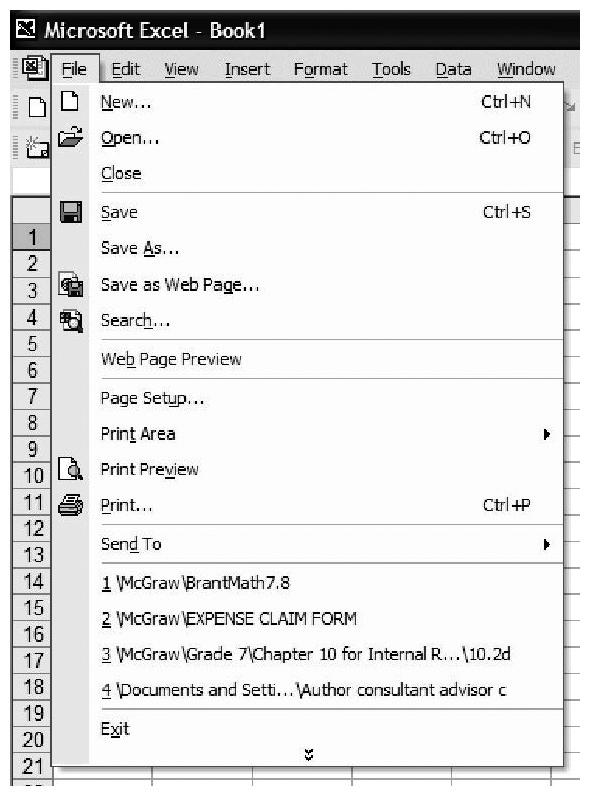 Microsoft Excel - Book1
File Edit View Insert Format Tools Data Window
New... Ctrl+N
Open... Ctrl+O
Close
Save Ctrl+S
Save As...
Save as Web Page...
Search...
Web Page Preview
Page Setup...
Print Area
Print Preview
Print... Ctrl+P
Send To
1 \McGraw\BrantMath7.8
2 \McGraw\EXPENSE CLAIM FORM
3 \McGraw\Grade 7\Chapter 10 for Internal R...\10.2d
4 \Documents and Setti...\Author consultant advisor c
Exit
1
2
3
4
5
6
7
8
9
10
11
12
13
14
15
16
17
18
19
20
21